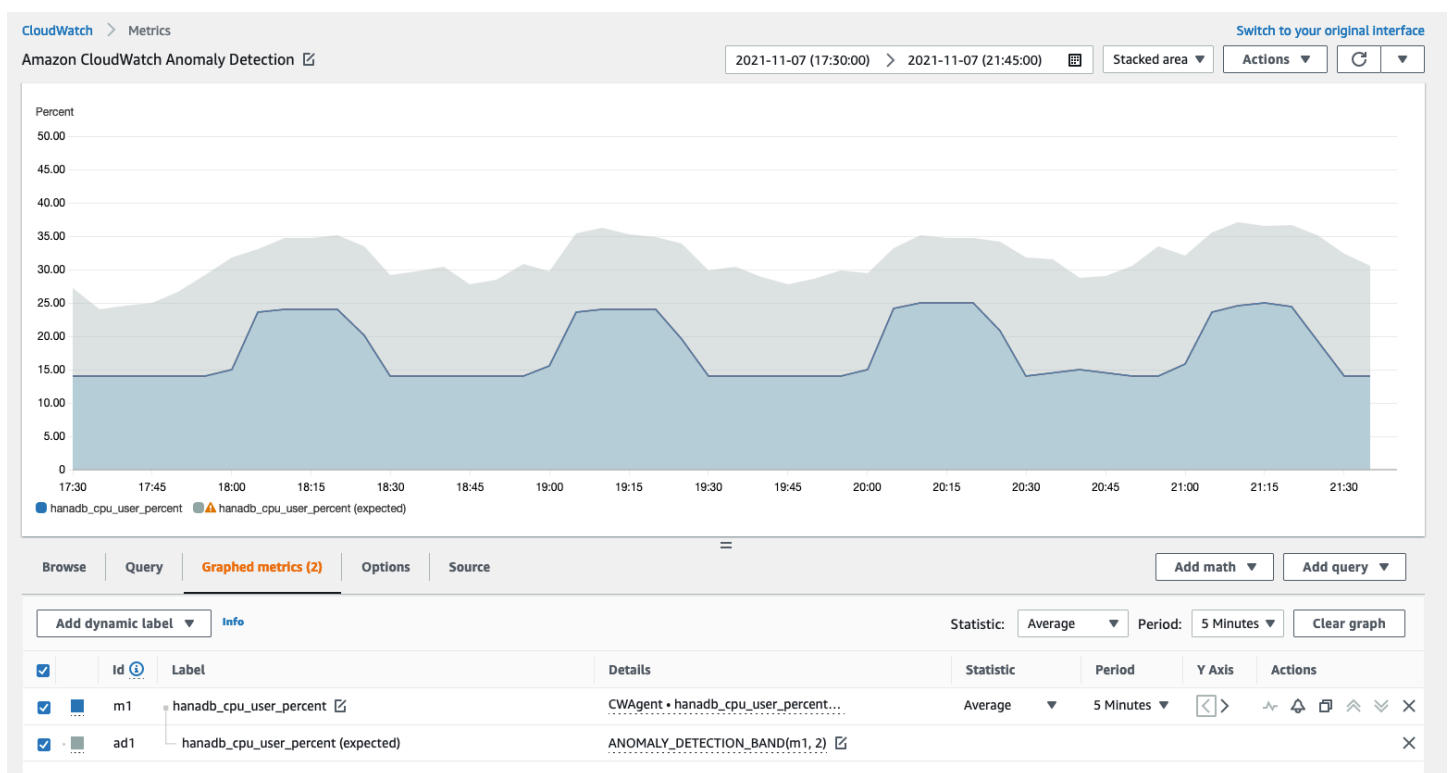 CloudWatch > Metrics
Switch to your original interface
Amazon CloudWatch Anomaly Detection
2021-11-07 (17:30:00) > 2021-11-07 (21:45:00)
Stacked area
Actions
Percent
50.00
45.00
40.00
35.00
30.00
25.00
20.00
15.00
10.00
5.00
0
17:30 17:45 18:00 18:15 18:30 18:45 19:00 19:15 19:30 19:45 20:00 20:15 20:30 20:45 21:00 21:15 21:30
hanadb_cpu_user_percent hanadb_cpu_user_percent (expected)
Browse Query Graphed metrics (2) Options Source Add math Add query
Add dynamic label Info Statistic: Average Period: 5 Minutes Clear graph
Id Label Details Statistic Period Y Axis Actions
m1 hanadb_cpu_user_percent CWAgent • hanadb_cpu_user_percent... Average 5 Minutes
ad1 hanadb_cpu_user_percent (expected) ANOMALY_DETECTION_BAND(m1, 2)